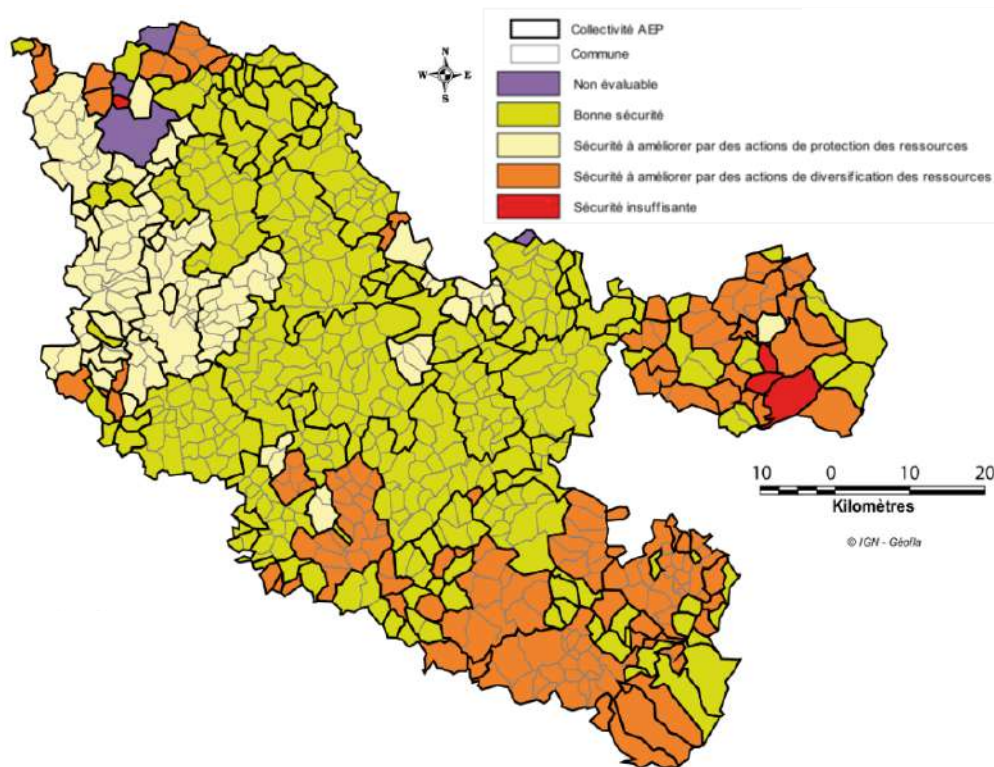 Collectivité AEP
Commune
Non évaluable
Bonne sécurité
Sécurité à améliorer par des actions de protection des ressources
Sécurité à améliorer par des actions de diversification des ressources
Sécurité insuffisante
N
W E
S
10 0 10 20
Kilomètres
© IGN - Géofla